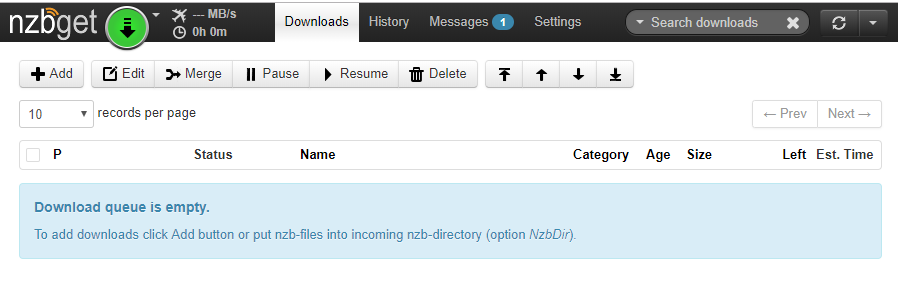 nzbget
--- MB/s
0h 0m
Downloads History Messages 1 Settings
Search downloads
Add Edit Merge Pause Resume Delete
10 records per page
← Prev Next →
P Status Name Category Age Size Left Est. Time
Download queue is empty.
To add downloads click Add button or put nzb-files into incoming nzb-directory (option NzbDir).